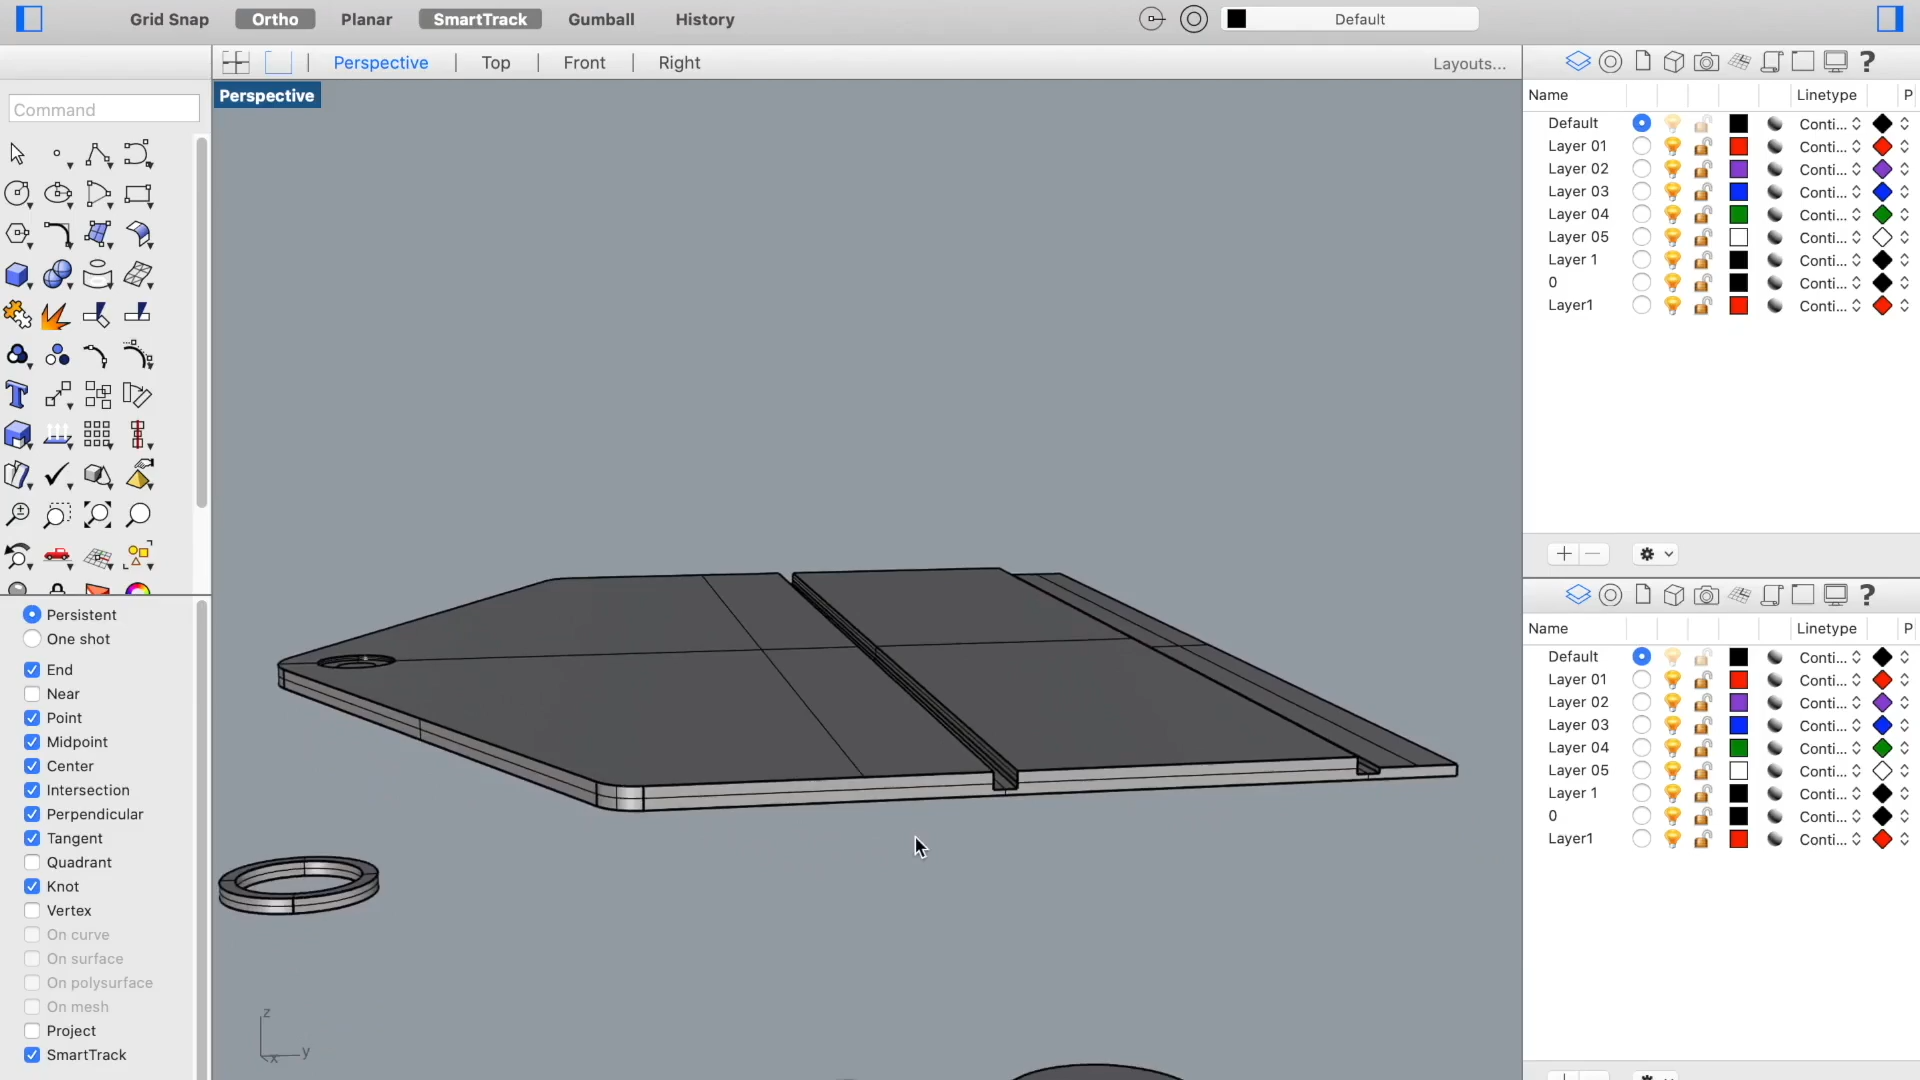 Grid Snap Ortho Planar SmartTrack Gumball History Default
Perspective Top Front Right Layouts...
Perspective
Command
Persistent
One shot
End
Near
Point
Midpoint
Center
Intersection
Perpendicular
Tangent
Quadrant
Knot
Vertex
On curve
On surface
On polysurface
On mesh
Project
SmartTrack
z
x y
?
Name Linetype P
Default Conti...
Layer 01 Conti...
Layer 02 Conti...
Layer 03 Conti...
Layer 04 Conti...
Layer 05 Conti...
Layer 1 Conti...
0 Conti...
Layer1 Conti...
?
Name Linetype P
Default Conti...
Layer 01 Conti...
Layer 02 Conti...
Layer 03 Conti...
Layer 04 Conti...
Layer 05 Conti...
Layer 1 Conti...
0 Conti...
Layer1 Conti...